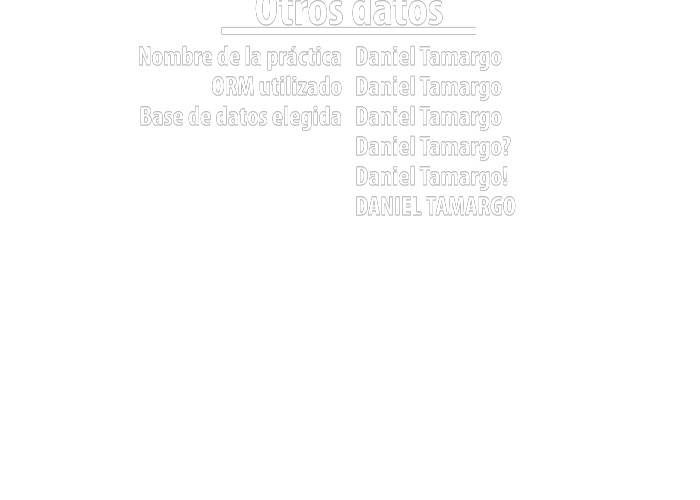 Otros datos
Nombre de la práctica Daniel Tamargo
ORM utilizado Daniel Tamargo
Base de datos elegida Daniel Tamargo
Daniel Tamargo?
Daniel Tamargo!
DANIEL TAMARGO